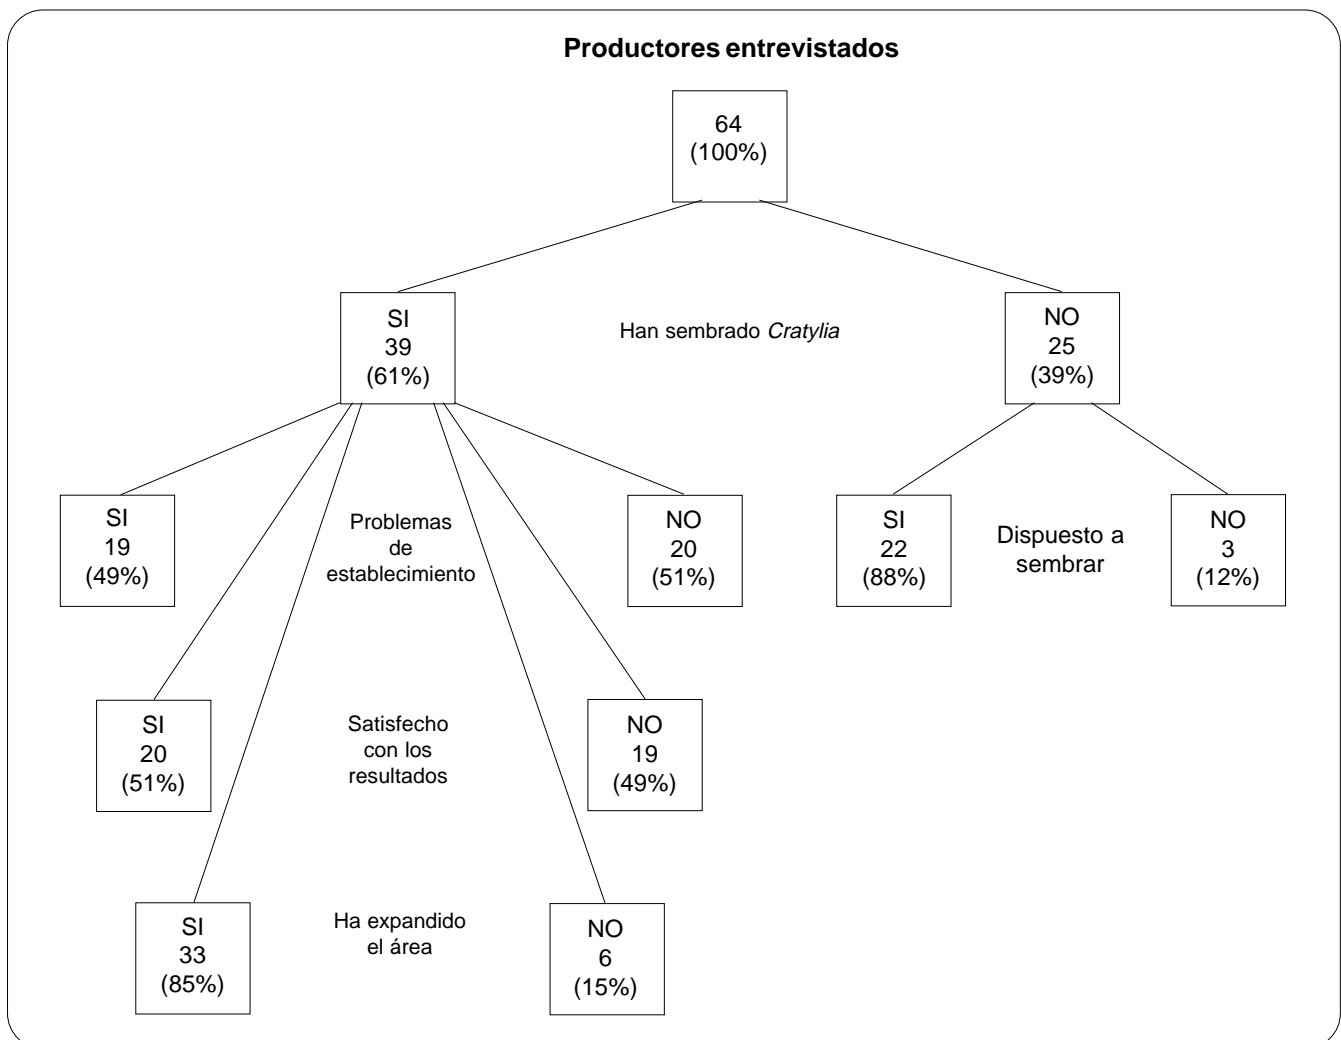 Productores entrevistados
64
(100%)
SI
39
(61%)
Han sembrado Cratylia
NO
25
(39%)
SI
19
(49%)
Problemas
de
establecimiento
NO
20
(51%)
SI
22
(88%)
Dispuesto a
sembrar
NO
3
(12%)
SI
20
(51%)
Satisfecho
con los
resultados
NO
19
(49%)
SI
33
(85%)
Ha expandido
el área
NO
6
(15%)